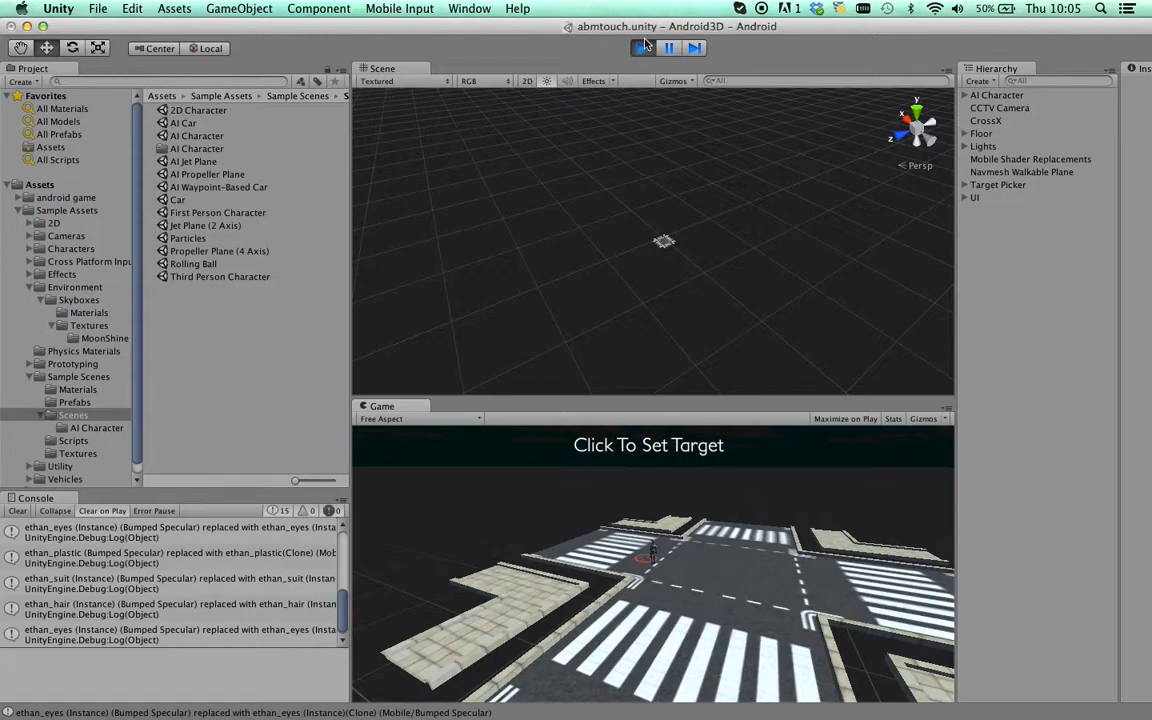 Unity File Edit Assets GameObject Component Mobile Input Window Help
1 50% Thu 10:05
abmtouch.unity - Android3D - Android
Center Local
Project
Create
Favorites
All Materials
All Models
All Prefabs
Assets
All Scripts
Assets
android game
Sample Assets
2D
Cameras
Characters
Cross Platform Inpu
Effects
Environment
Skyboxes
Materials
Textures
MoonShine
Physics Materials
Prototyping
Sample Scenes
Materials
Prefabs
Scenes
AI Character
Scripts
Textures
Utility
Vehicles
Assets Sample Assets Sample Scenes S
2D Character
AI Car
AI Character
AI Character
AI Jet Plane
AI Propeller Plane
AI Waypoint-Based Car
Car
First Person Character
Jet Plane (2 Axis)
Particles
Propeller Plane (4 Axis)
Rolling Ball
Third Person Character
Scene
Textured RGB 2D Effects Gizmos All
y
x
z
Persp
Game
Free Aspect Maximize on Play Stats Gizmos
Click To Set Target
Hierarchy
Create All
AI Character
CCTV Camera
CrossX
Floor
Lights
Mobile Shader Replacements
Navmesh Walkable Plane
Target Picker
UI
Ins
Console
Clear Collapse Clear on Play Error Pause 15 0 0
ethan_eyes (Instance) (Bumped Specular) replaced with ethan_eyes (Insta
UnityEngine.Debug:Log(Object)
ethan_plastic (Bumped Specular) replaced with ethan_plastic(Clone) (Mob
UnityEngine.Debug:Log(Object)
ethan_suit (Instance) (Bumped Specular) replaced with ethan_suit (Instan
UnityEngine.Debug:Log(Object)
ethan_hair (Instance) (Bumped Specular) replaced with ethan_hair (Instan
UnityEngine.Debug:Log(Object)
ethan_eyes (Instance) (Bumped Specular) replaced with ethan_eyes (Insta
UnityEngine.Debug:Log(Object)
ethan_eyes (Instance) (Bumped Specular) replaced with ethan_eyes (Instance)(Clone) (Mobile/Bumped Specular)